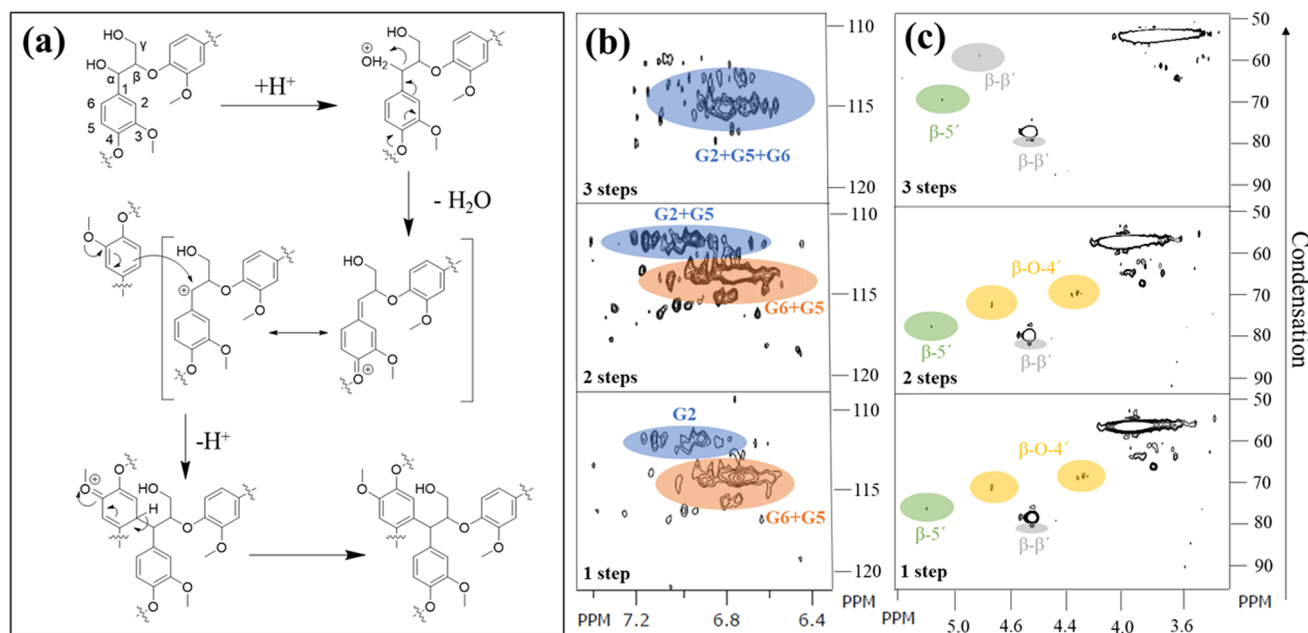 (a)
HO
γ
HO
α
β
O
1
6
2
5
3
4
O
O
+H⁺
HO
⊕
OH₂
O
O
O
O
- H₂O
O
O
HO
⊕
O
O
O
O
HO
O
O
O
O
⊕
-H⁺
O
⊕
O
H
HO
O
O
O
O
O
O
HO
O
O
O
O
(b)
110
115
120
G2+G5+G6
3 steps
110
G2+G5
115
G6+G5
120
2 steps
110
G2
115
G6+G5
120
1 step
PPM
PPM
7.2
6.8
6.4
(c)
50
60
70
80
90
β-β´
β-5´
β-β´
3 steps
50
60
70
80
90
β-O-4´
β-5´
β-β´
2 steps
50
60
70
80
90
β-O-4´
β-5´
β-β´
1 step
PPM
PPM
5.0
4.6
4.4
4.0
3.6
Condensation